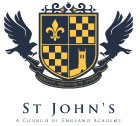 ST JOHN'S
A CHURCH OF ENGLAND ACADEMY